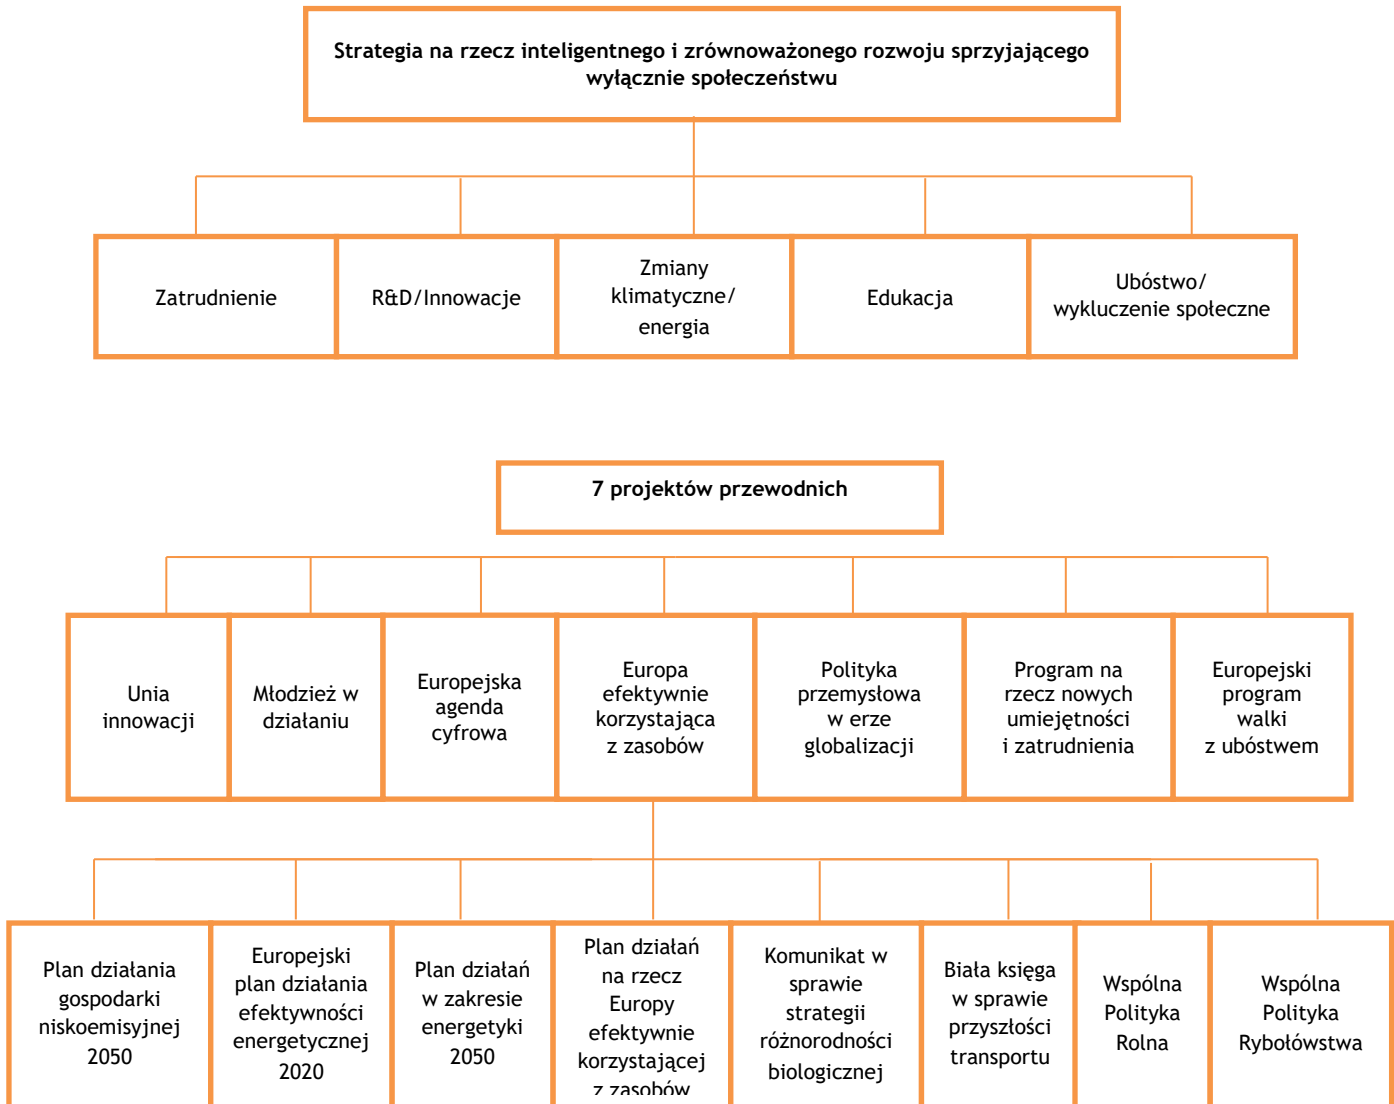 Strategia na rzecz inteligentnego i zrównoważonego rozwoju sprzyjającego
wyłącznie społeczeństwu
Zatrudnienie
R&D/Innowacje
Zmiany
klimatyczne/
energia
Edukacja
Ubóstwo/
wykluczenie społeczne
7 projektów przewodnich
Unia
innowacji
Młodzież w
działaniu
Europejska
agenda
cyfrowa
Europa
efektywnie
korzystająca
z zasobów
Polityka
przemysłowa
w erze
globalizacji
Program na
rzecz nowych
umiejętności
i zatrudnienia
Europejski
program
walki
z ubóstwem
Plan działania
gospodarki
niskoemisyjnej
2050
Europejski
plan działania
efektywności
energetycznej
2020
Plan działań
w zakresie
energetyki
2050
Plan działań
na rzecz
Europy
efektywnie
korzystającej
z zasobów
Komunikat w
sprawie
strategii
różnorodności
biologicznej
Biała księga
w sprawie
przyszłości
transportu
Wspólna
Polityka
Rolna
Wspólna
Polityka
Rybołówstwa